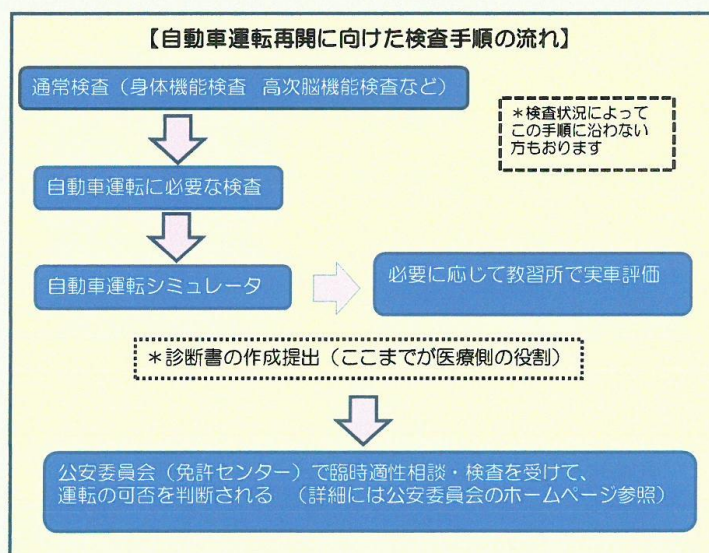 【自動車運転再開に向けた検査手順の流れ】
通常検査（身体機能検査　高次脳機能検査など）
＊検査状況によって
この手順に沿わない
方もおります
自動車運転に必要な検査
自動車運転シミュレータ
必要に応じて教習所で実車評価
＊診断書の作成提出（ここまでが医療側の役割）
公安委員会（免許センター）で臨時適性相談・検査を受けて、
運転の可否を判断される　（詳細には公安委員会のホームページ参照）